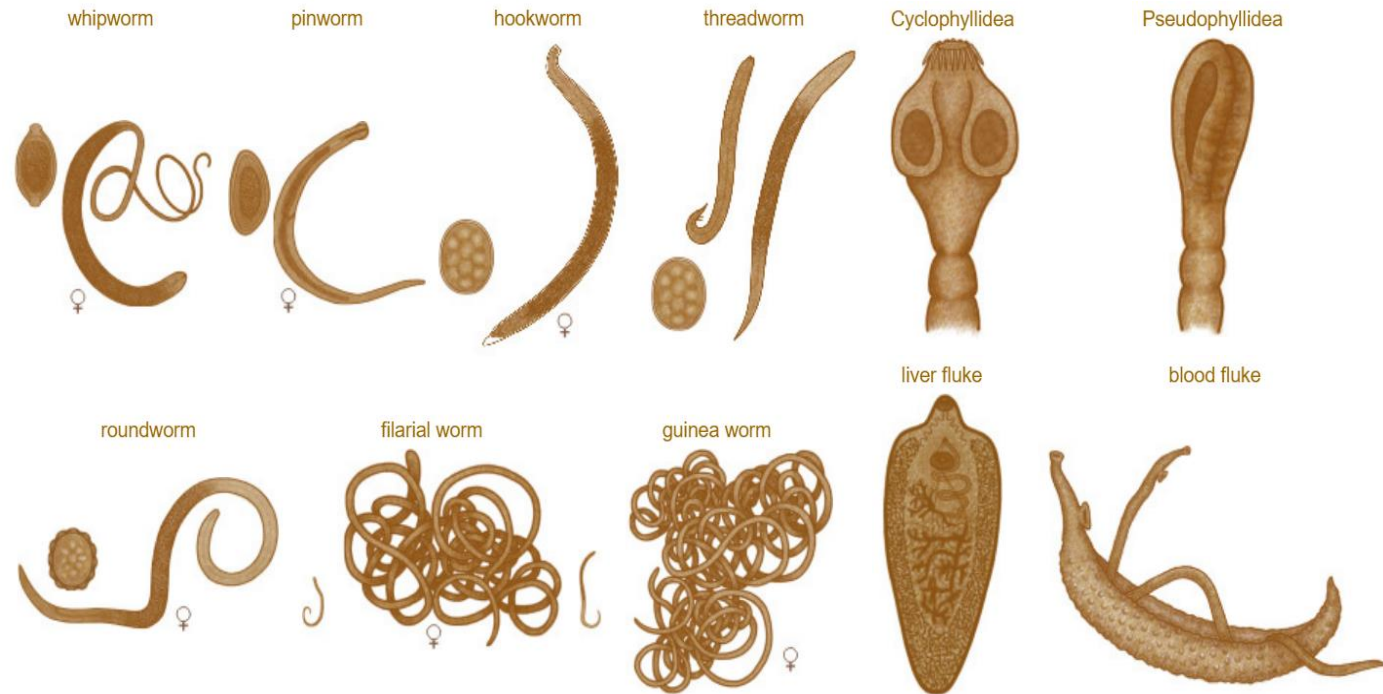 whipworm
pinworm
hookworm
threadworm
Cyclophyllidea
Pseudophyllidea
liver fluke
blood fluke
roundworm
filarial worm
guinea worm